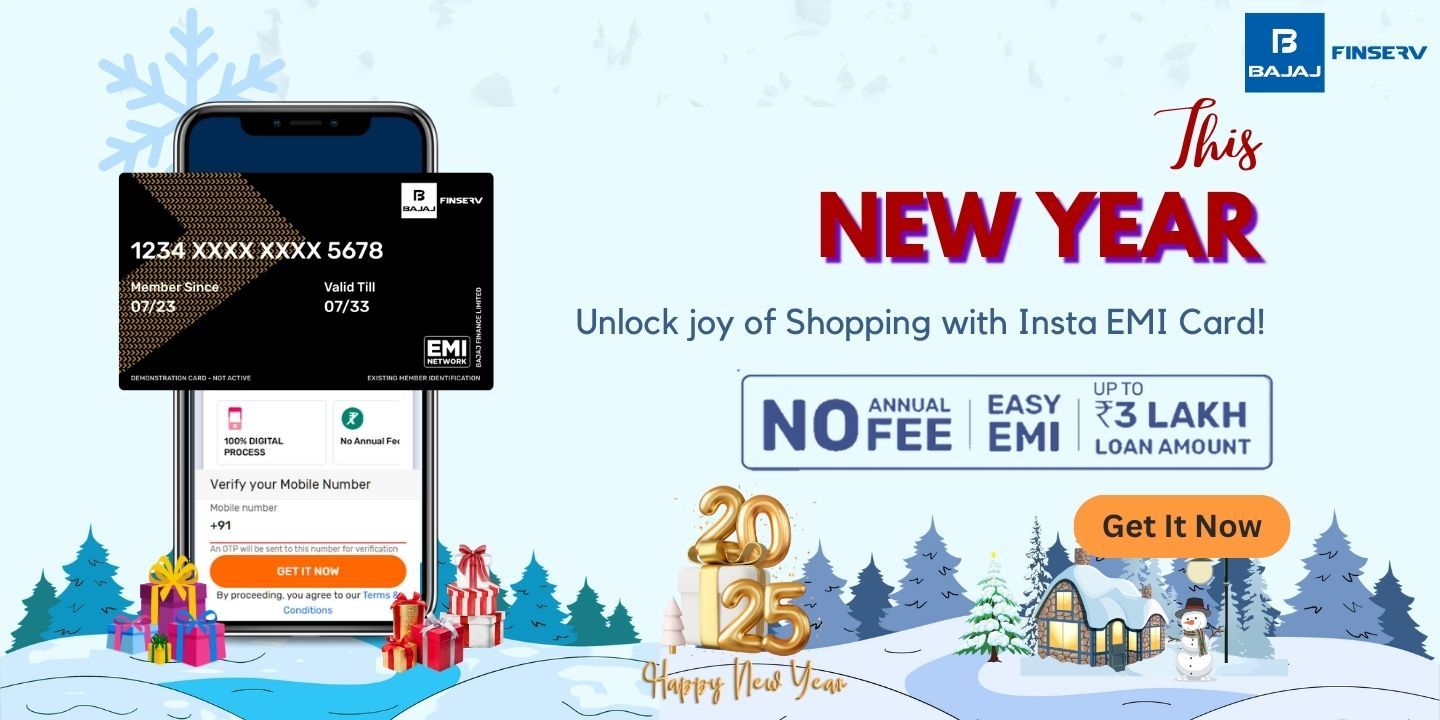 B
BAJAJ FINSERV
This
NEW YEAR
Unlock joy of Shopping with Insta EMI Card!
NO ANNUAL FEE
EASY EMI
UP TO
₹3 LAKH
LOAN AMOUNT
Get It Now
B
BAJAJ FINSERV
1234 XXXX XXXX 5678
Member Since Valid Till
07/23 07/33
BAJAJ FINANCE LIMITED
EMI
NETWORK
DEMONSTRATION CARD - NOT ACTIVE EXISTING MEMBER IDENTIFICATION
₹
100% DIGITAL
PROCESS
No Annual Fee
Verify your Mobile Number
Mobile number
+91
An OTP will be sent to this number for verification
GET IT NOW
By proceeding, you agree to our Terms &
Conditions
20
25
Happy New Year